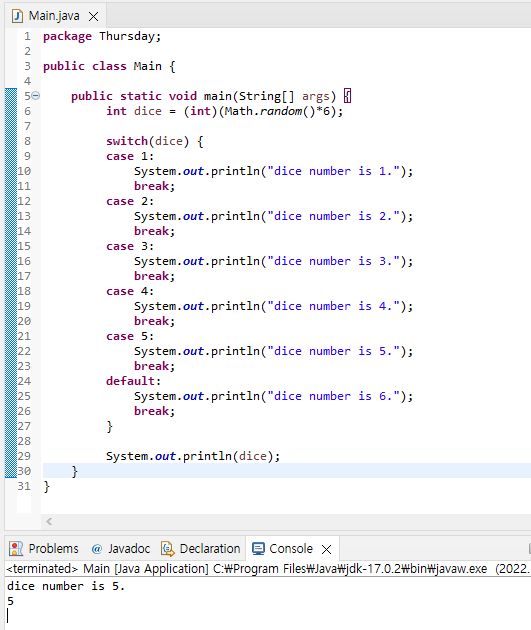 Main.java
1 package Thursday;
2
3 public class Main {
4
5 public static void main(String[] args) {
6 int dice = (int)(Math.random()*6);
7
8 switch(dice) {
9 case 1:
10 System.out.println("dice number is 1.");
11 break;
12 case 2:
13 System.out.println("dice number is 2.");
14 break;
15 case 3:
16 System.out.println("dice number is 3.");
17 break;
18 case 4:
19 System.out.println("dice number is 4.");
20 break;
21 case 5:
22 System.out.println("dice number is 5.");
23 break;
24 default:
25 System.out.println("dice number is 6.");
26 break;
27 }
28
29 System.out.println(dice);
30 }
31 }
Problems @ Javadoc Declaration Console
<terminated> Main [Java Application] C:₩Program Files₩Java₩jdk-17.0.2₩bin₩javaw.exe (2022.
dice number is 5.
5